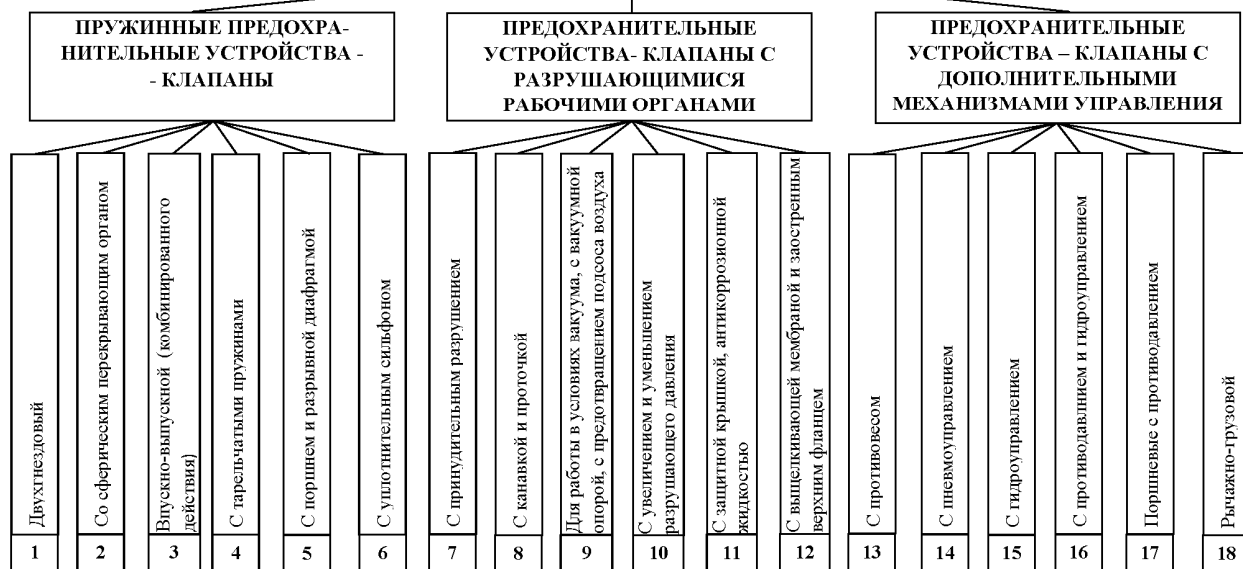 ПРУЖИННЫЕ ПРЕДОХРА-
НИТЕЛЬНЫЕ УСТРОЙСТВА -
- КЛАПАНЫ
ПРЕДОХРАНИТЕЛЬНЫЕ
УСТРОЙСТВА- КЛАПАНЫ С
РАЗРУШАЮЩИМИСЯ
РАБОЧИМИ ОРГАНАМИ
ПРЕДОХРАНИТЕЛЬНЫЕ
УСТРОЙСТВА – КЛАПАНЫ С
ДОПОЛНИТЕЛЬНЫМИ
МЕХАНИЗМАМИ УПРАВЛЕНИЯ
Двухгнездовый
1
Со сферическим перекрывающим органом
2
Впускно-выпускной (комбинированного
действия)
3
С тарельчатыми пружинами
4
С поршнем и разрывной диафрагмой
5
С уплотнительным сильфоном
6
С принудительным разрушением
7
С канавкой и проточкой
8
Для работы в условиях вакуума, с вакуумной
опорой, с предотвращением подсоса воздуха
9
С увеличением и уменьшением
разрушающего давления
10
С защитной крышкой, антикоррозионной
жидкостью
11
С выщелкивающей мембраной и заостренным
верхним фланцем
12
С противовесом
13
С пневмоуправлением
14
С гидроуправлением
15
С противодавлнием и гидроуправлением
16
Поршневые с противодавлением
17
Рычажно-грузовой
18